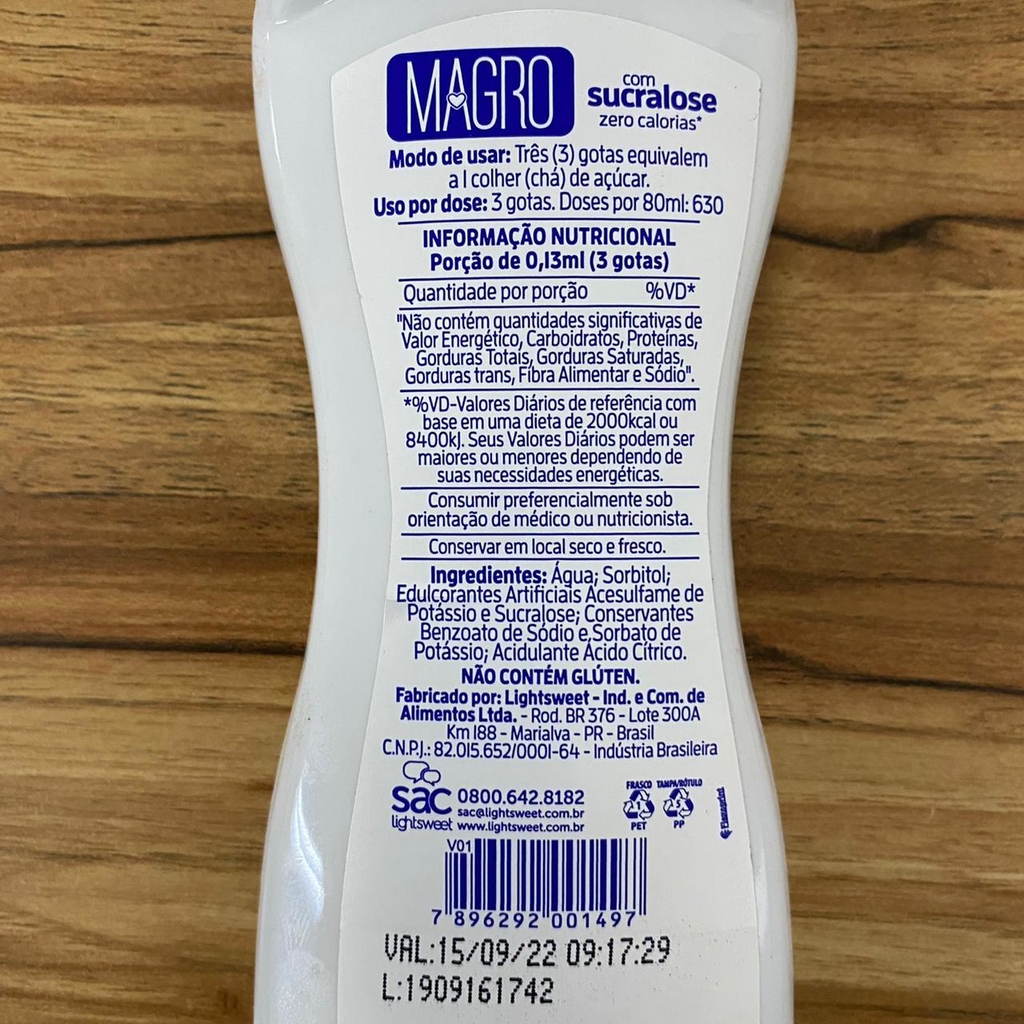 MAGRO
com
sucralose
zero calorias*
Modo de usar: Três (3) gotas equivalem
a 1 colher (chá) de açúcar.
Uso por dose: 3 gotas. Doses por 80ml: 630
INFORMAÇÃO NUTRICIONAL
Porção de 0,13ml (3 gotas)
Quantidade por porção %VD*
"Não contém quantidades significativas de
Valor Energético, Carboidratos, Proteínas,
Gorduras Totais, Gorduras Saturadas,
Gorduras trans, Fibra Alimentar e Sódio".
*%VD-Valores Diários de referência com
base em uma dieta de 2000kcal ou
8400kJ. Seus Valores Diários podem ser
maiores ou menores dependendo de
suas necessidades energéticas.
Consumir preferencialmente sob
orientação de médico ou nutricionista.
Conservar em local seco e fresco.
Ingredientes: Água; Sorbitol;
Edulcorantes Artificiais Acesulfame de
Potássio e Sucralose; Conservantes
Benzoato de Sódio e Sorbato de
Potássio; Acidulante Ácido Cítrico.
NÃO CONTÉM GLÚTEN.
Fabricado por: Lightsweet - Ind. e Com. de
Alimentos Ltda. - Rod. BR 376 - Lote 300A
Km 188 - Marialva - PR - Brasil
C.N.P.J.: 82.015.652/0001-64 - Indústria Brasileira
sac
lightsweet
0800.642.8182
sac@lightsweet.com.br
www.lightsweet.com.br
FRASCO TAMPA/RÓTULO
1 5
PET PP
V01
7 896292 001497
VAL:15/09/22 09:17:29
L:1909161742